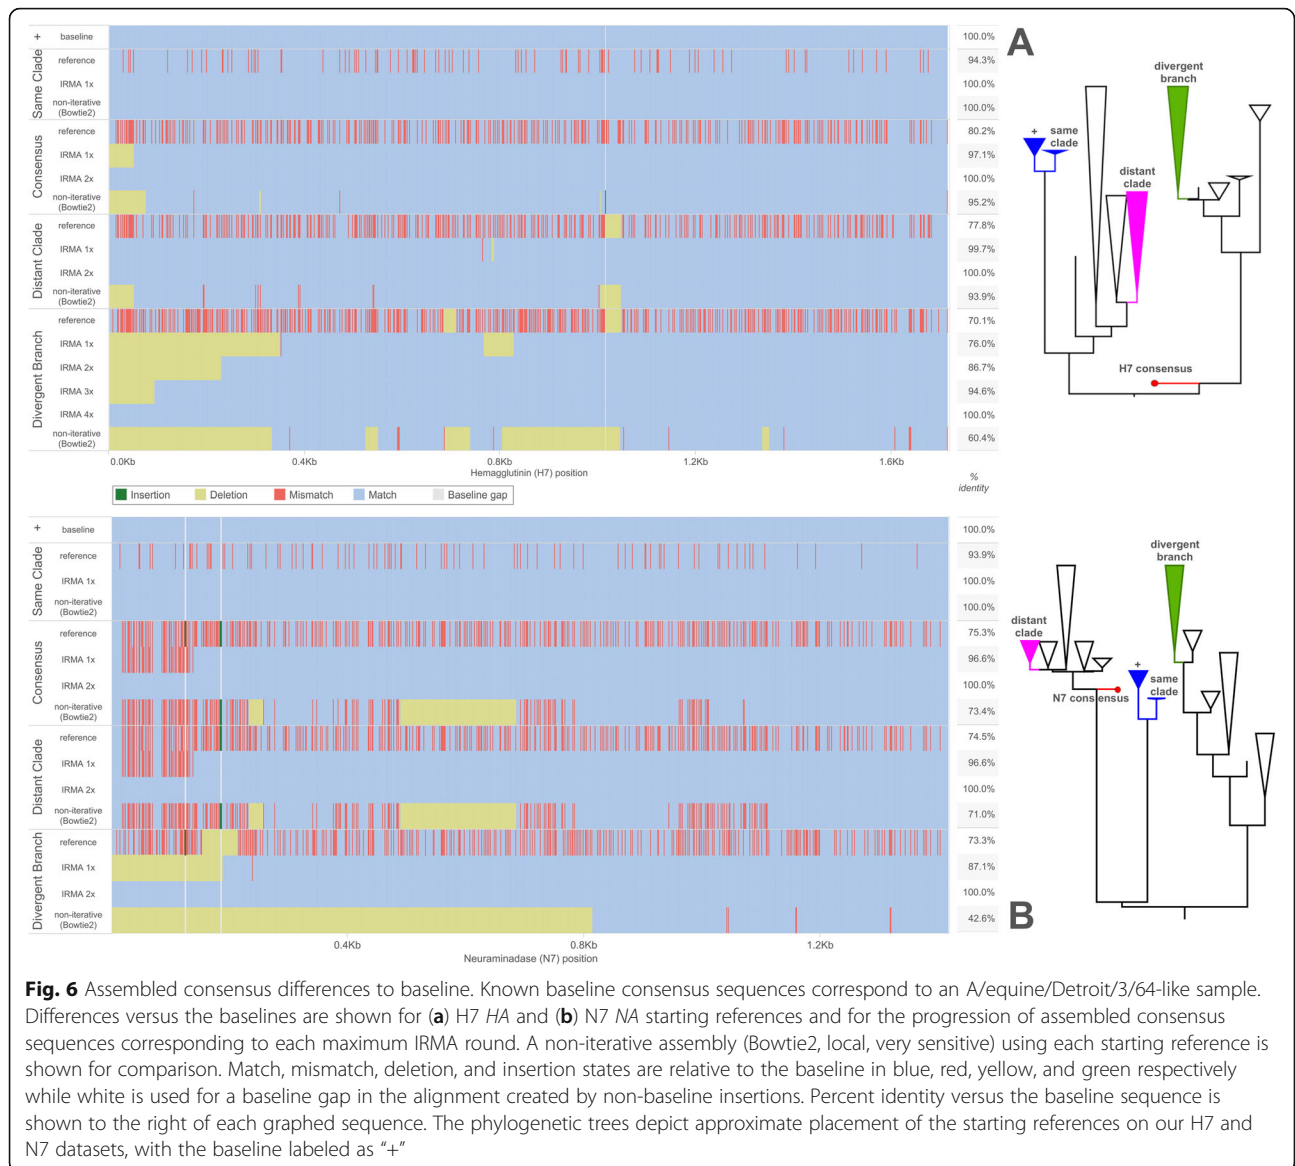 + baseline 100.0%
Same Clade
reference 94.3%
IRMA 1x 100.0%
non-iterative
(Bowtie2) 100.0%
Consensus
reference 80.2%
IRMA 1x 97.1%
IRMA 2x 100.0%
non-iterative
(Bowtie2) 95.2%
Distant Clade
reference 77.8%
IRMA 1x 99.7%
IRMA 2x 100.0%
non-iterative
(Bowtie2) 93.9%
Divergent Branch
reference 70.1%
IRMA 1x 76.0%
IRMA 2x 86.7%
IRMA 3x 94.6%
IRMA 4x 100.0%
non-iterative
(Bowtie2) 60.4%
0.0Kb 0.4Kb 0.8Kb 1.2Kb 1.6Kb
Hemagglutinin (H7) position
%
identity
Insertion Deletion Mismatch Match Baseline gap
A
divergent
branch
+ same
clade
distant
clade
H7 consensus
+ baseline 100.0%
Same Clade
reference 93.9%
IRMA 1x 100.0%
non-iterative
(Bowtie2) 100.0%
Consensus
reference 75.3%
IRMA 1x 96.6%
IRMA 2x 100.0%
non-iterative
(Bowtie2) 73.4%
Distant Clade
reference 74.5%
IRMA 1x 96.6%
IRMA 2x 100.0%
non-iterative
(Bowtie2) 71.0%
Divergent Branch
reference 73.3%
IRMA 1x 87.1%
IRMA 2x 100.0%
non-iterative
(Bowtie2) 42.6%
0.4Kb 0.8Kb 1.2Kb
Neuraminadase (N7) position
divergent
branch
distant
clade
+ same
clade
N7 consensus
B
Fig. 6 Assembled consensus differences to baseline. Known baseline consensus sequences correspond to an A/equine/Detroit/3/64-like sample.
Differences versus the baselines are shown for (a) H7 HA and (b) N7 NA starting references and for the progression of assembled consensus
sequences corresponding to each maximum IRMA round. A non-iterative assembly (Bowtie2, local, very sensitive) using each starting reference is
shown for comparison. Match, mismatch, deletion, and insertion states are relative to the baseline in blue, red, yellow, and green respectively
while white is used for a baseline gap in the alignment created by non-baseline insertions. Percent identity versus the baseline sequence is
shown to the right of each graphed sequence. The phylogenetic trees depict approximate placement of the starting references on our H7 and
N7 datasets, with the baseline labeled as “+”